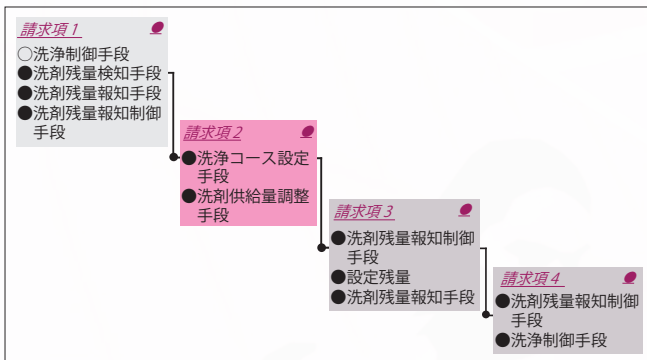 請求項1
○洗浄制御手段
●洗剤残量検知手段
●洗剤残量報知手段
●洗剤残量報知制御
手段
請求項2
●洗浄コース設定
手段
●洗剤供給量調整
手段
請求項3
●洗剤残量報知制御
手段
●設定残量
●洗剤残量報知手段
請求項4
●洗剤残量報知制御
手段
●洗浄制御手段